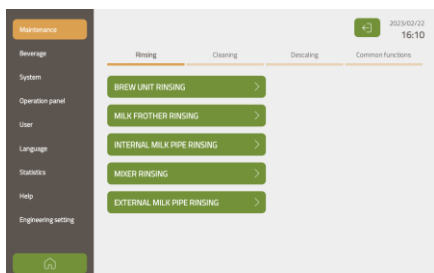 Maintenance
Beverage
System
Operation panel
User
Language
Statistics
Help
Engineering setting
2023/02/22
16:10
Rinsing Cleaning Descaling Common functions
BREW UNIT RINSING
MILK FROTHER RINSING
INTERNAL MILK PIPE RINSING
MIXER RINSING
EXTERNAL MILK PIPE RINSING